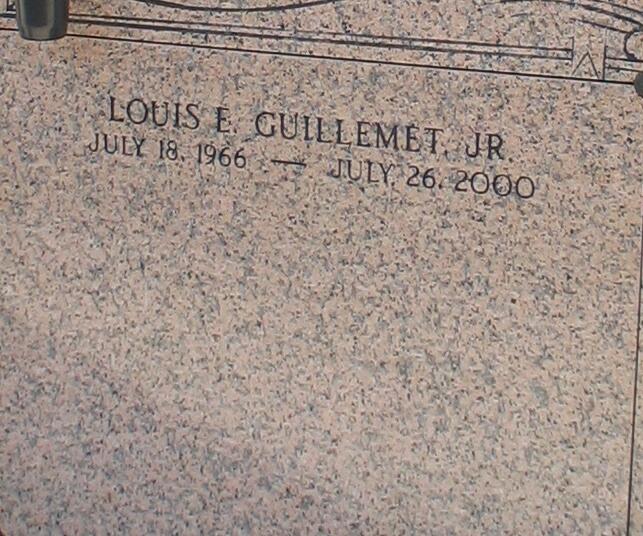 LOUIS E. GUILLEMET, JR.
JULY 18, 1966 — JULY 26, 2000